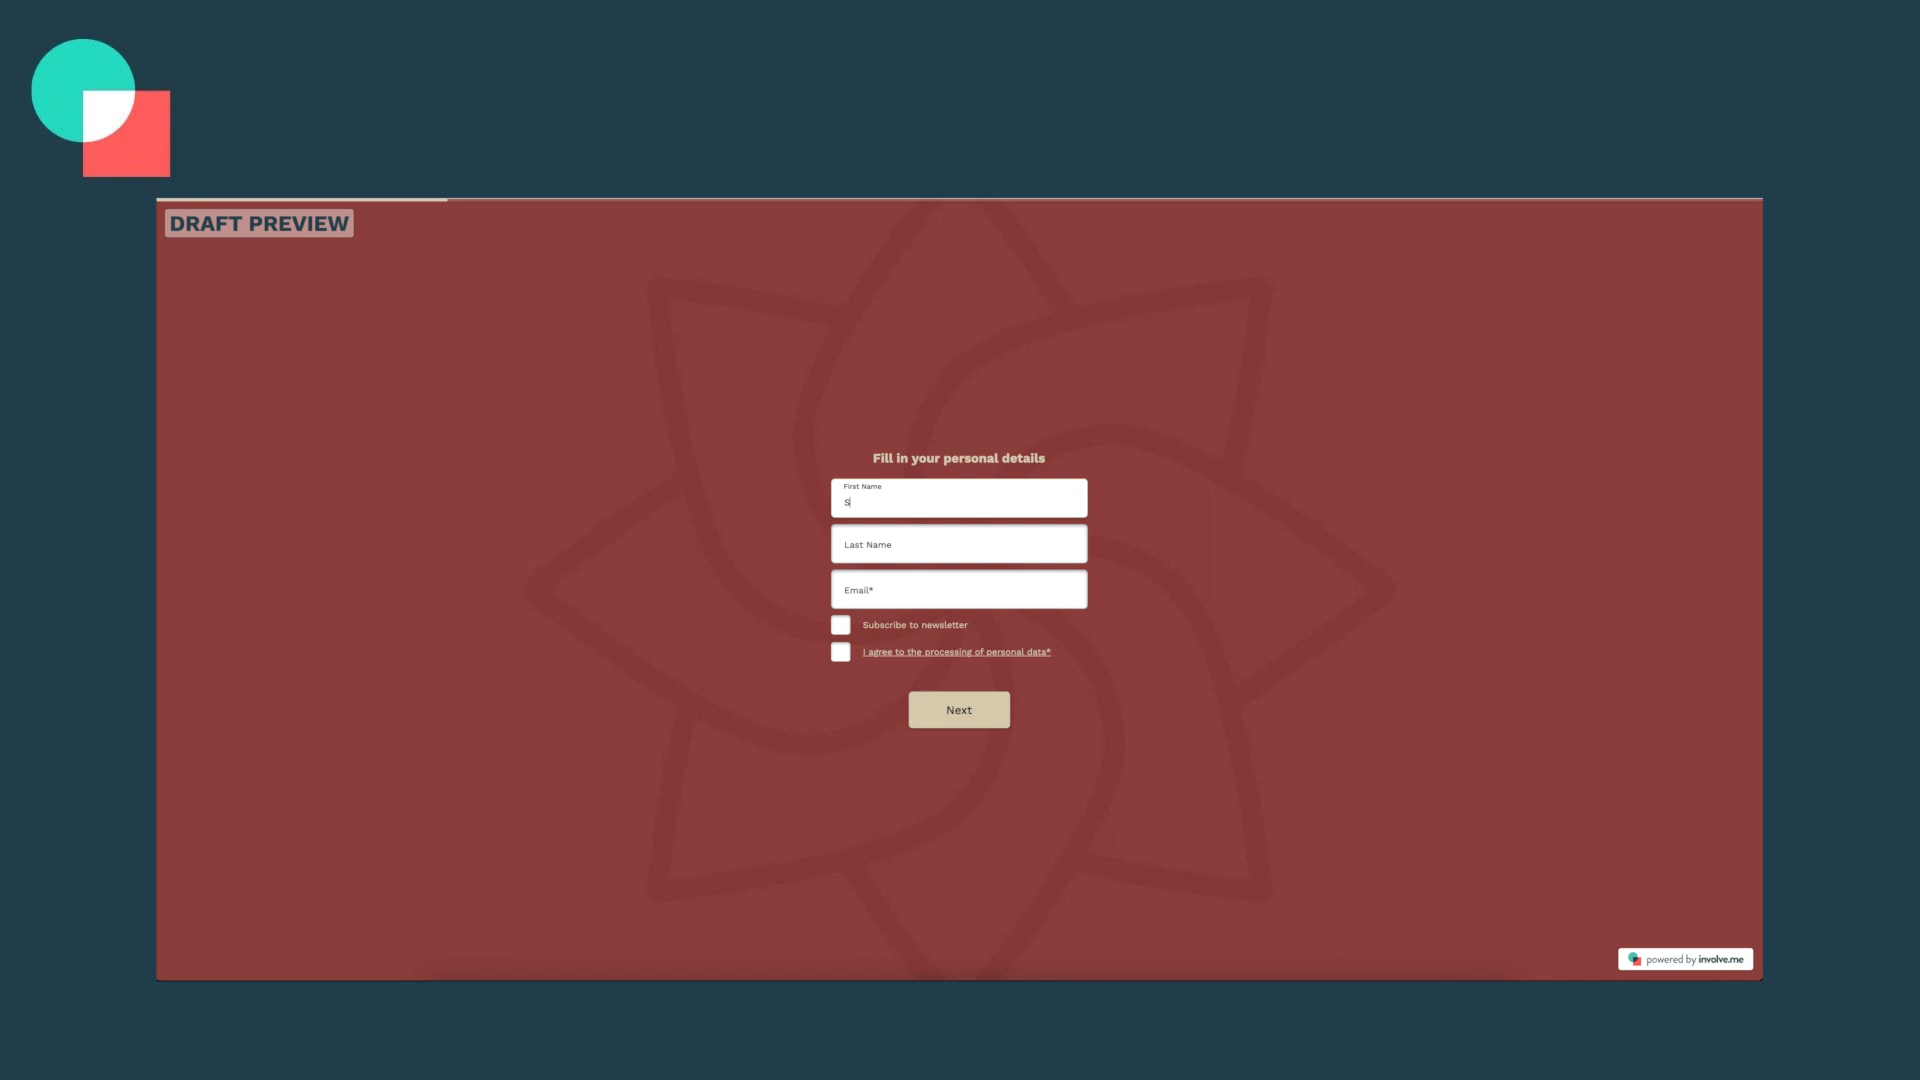 DRAFT PREVIEW
Fill in your personal details
First Name
S
Last Name
Email*
Subscribe to newsletter
I agree to the processing of personal data*
Next
powered by involve.me